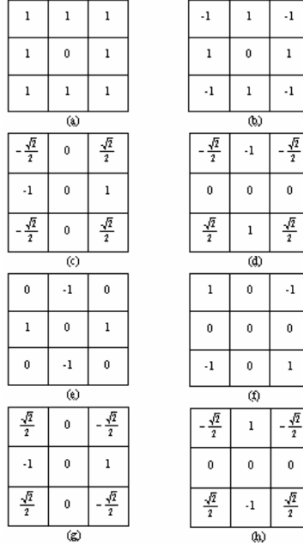 1 1 1
1 0 1
1 1 1
(a)
-1 1 -1
1 0 1
-1 1 -1
(b)
-√2/2 0 √2/2
-1 0 1
-√2/2 0 √2/2
(c)
-√2/2 -1 -√2/2
0 0 0
√2/2 1 √2/2
(d)
0 -1 0
1 0 1
0 -1 0
(e)
1 0 -1
0 0 0
-1 0 1
(f)
√2/2 0 -√2/2
-1 0 1
√2/2 0 -√2/2
(g)
-√2/2 1 -√2/2
0 0 0
√2/2 -1 √2/2
(h)